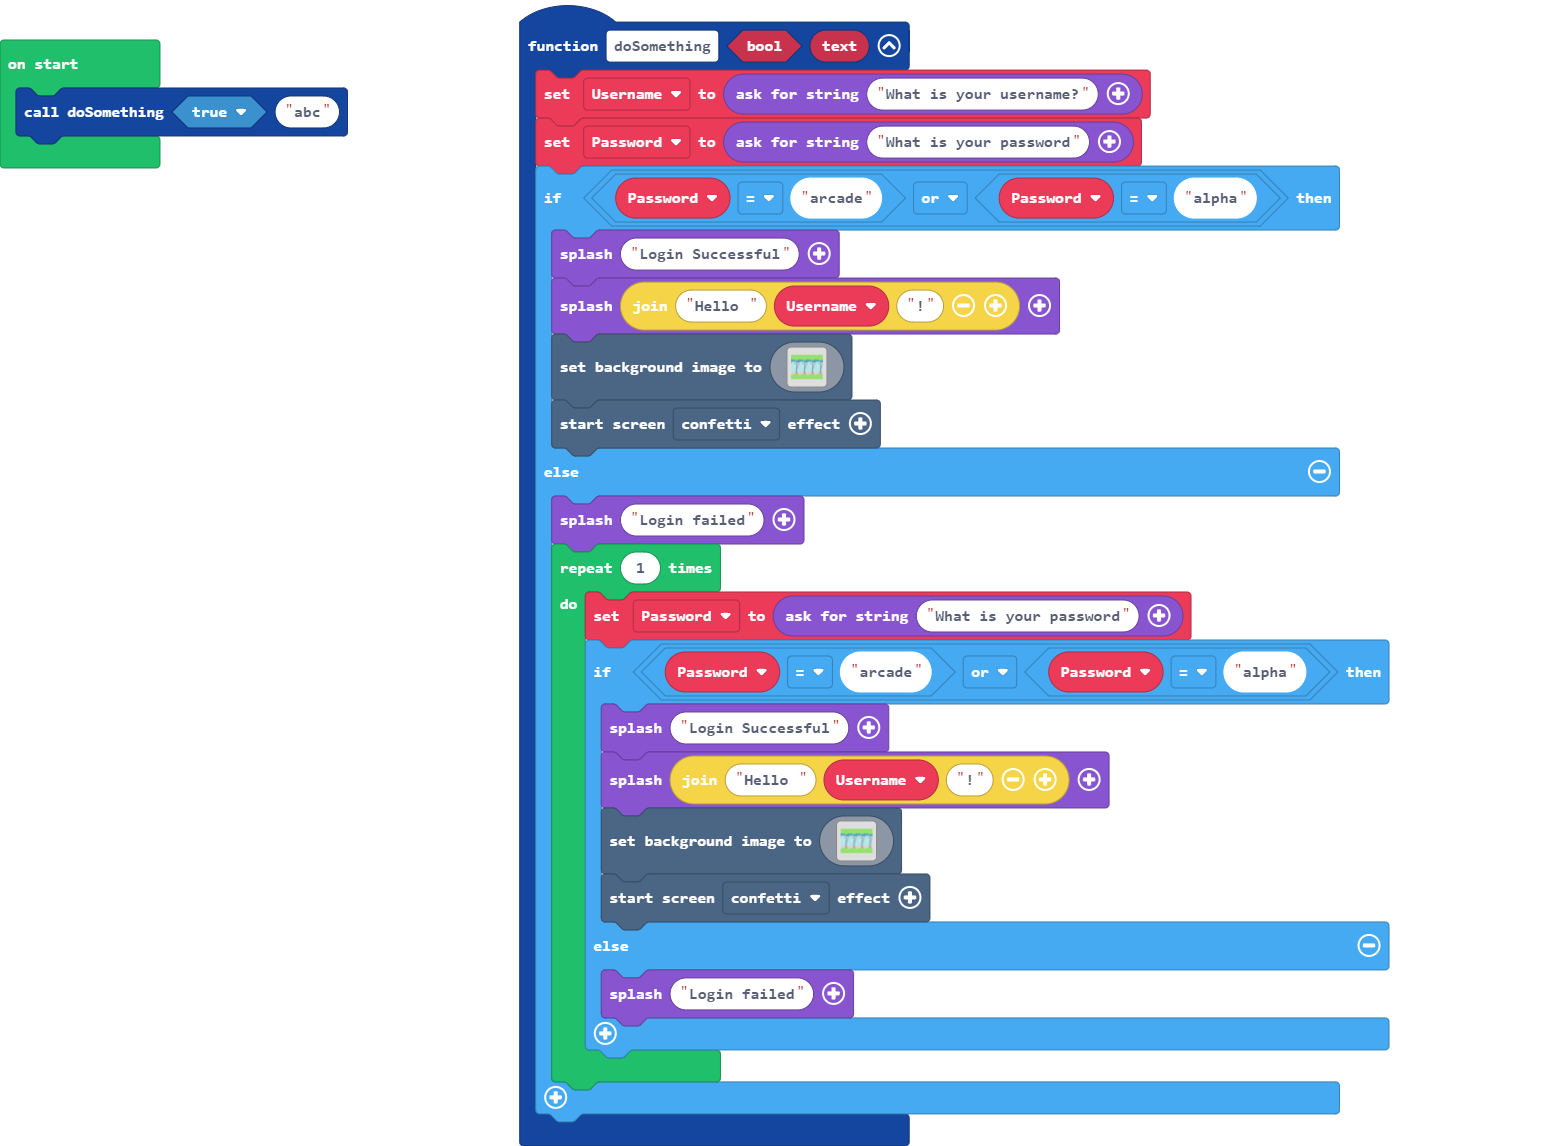 on start
call doSomething true "abc"
function doSomething bool text
set Username to ask for string "What is your username?"
set Password to ask for string "What is your password"
if Password = "arcade" or Password = "alpha" then
splash "Login Successful"
splash join "Hello " Username "!"
set background image to
start screen confetti effect
else
splash "Login failed"
repeat 1 times
do set Password to ask for string "What is your password"
if Password = "arcade" or Password = "alpha" then
splash "Login Successful"
splash join "Hello " Username "!"
set background image to
start screen confetti effect
else
splash "Login failed"